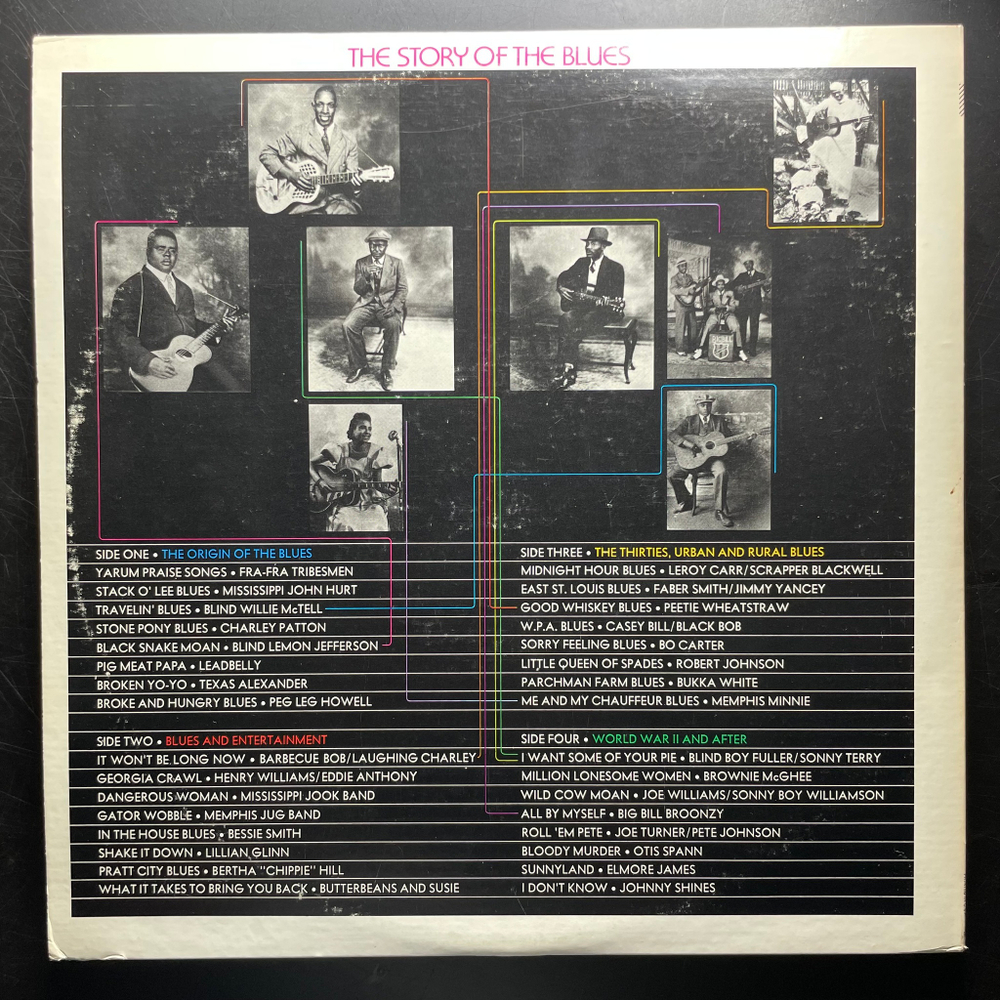 THE STORY OF THE BLUES
SIDE ONE • THE ORIGIN OF THE BLUES
YARUM PRAISE SONGS • FRA-FRA TRIBESMEN
STACK O' LEE BLUES • MISSISSIPPI JOHN HURT
TRAVELIN' BLUES • BLIND WILLIE McTELL
STONE PONY BLUES • CHARLEY PATTON
BLACK SNAKE MOAN • BLIND LEMON JEFFERSON
PIG MEAT PAPA • LEADBELLY
BROKEN YO-YO • TEXAS ALEXANDER
BROKE AND HUNGRY BLUES • PEG LEG HOWELL
SIDE TWO • BLUES AND ENTERTAINMENT
IT WON'T BE LONG NOW • BARBECUE BOB/LAUGHING CHARLEY
GEORGIA CRAWL • HENRY WILLIAMS/EDDIE ANTHONY
DANGEROUS WOMAN • MISSISSIPPI JOOK BAND
GATOR WOBBLE • MEMPHIS JUG BAND
IN THE HOUSE BLUES • BESSIE SMITH
SHAKE IT DOWN • LILLIAN GLINN
PRATT CITY BLUES • BERTHA "CHIPPIE" HILL
WHAT IT TAKES TO BRING YOU BACK • BUTTERBEANS AND SUSIE
SIDE THREE • THE THIRTIES, URBAN AND RURAL BLUES
MIDNIGHT HOUR BLUES • LEROY CARR/SCRAPPER BLACKWELL
EAST ST. LOUIS BLUES • FABER SMITH/JIMMY YANCEY
GOOD WHISKEY BLUES • PEETIE WHEATSTRAW
W.P.A. BLUES • CASEY BILL/BLACK BOB
SORRY FEELING BLUES • BO CARTER
LITTLE QUEEN OF SPADES • ROBERT JOHNSON
PARCHMAN FARM BLUES • BUKKA WHITE
ME AND MY CHAUFFEUR BLUES • MEMPHIS MINNIE
SIDE FOUR • WORLD WAR II AND AFTER
I WANT SOME OF YOUR PIE • BLIND BOY FULLER/SONNY TERRY
MILLION LONESOME WOMEN • BROWNIE McGHEE
WILD COW MOAN • JOE WILLIAMS/SONNY BOY WILLIAMSON
ALL BY MYSELF • BIG BILL BROONZY
ROLL 'EM PETE • JOE TURNER/PETE JOHNSON
BLOODY MURDER • OTIS SPANN
SUNNYLAND • ELMORE JAMES
I DON'T KNOW • JOHNNY SHINES